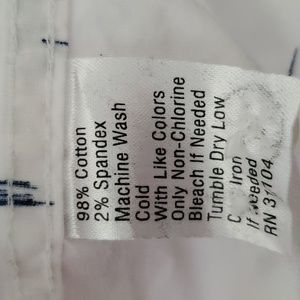 98% Cotton
2% Spandex
Machine Wash
Cold
With Like Colors
Only Non-Chlorine
Bleach If Needed
Tumble Dry Low
Iron
If Needed
RN